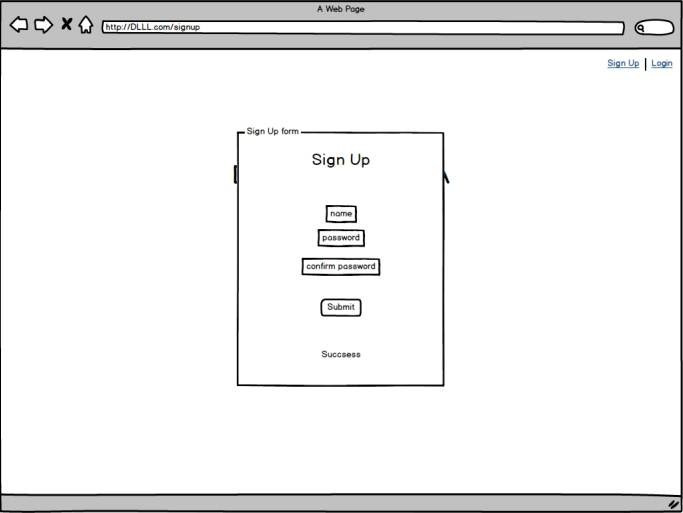 A Web Page
http://DLLL.com/signup
Sign Up | Login
Sign Up form
Sign Up
name
password
confirm password
Submit
Succsess